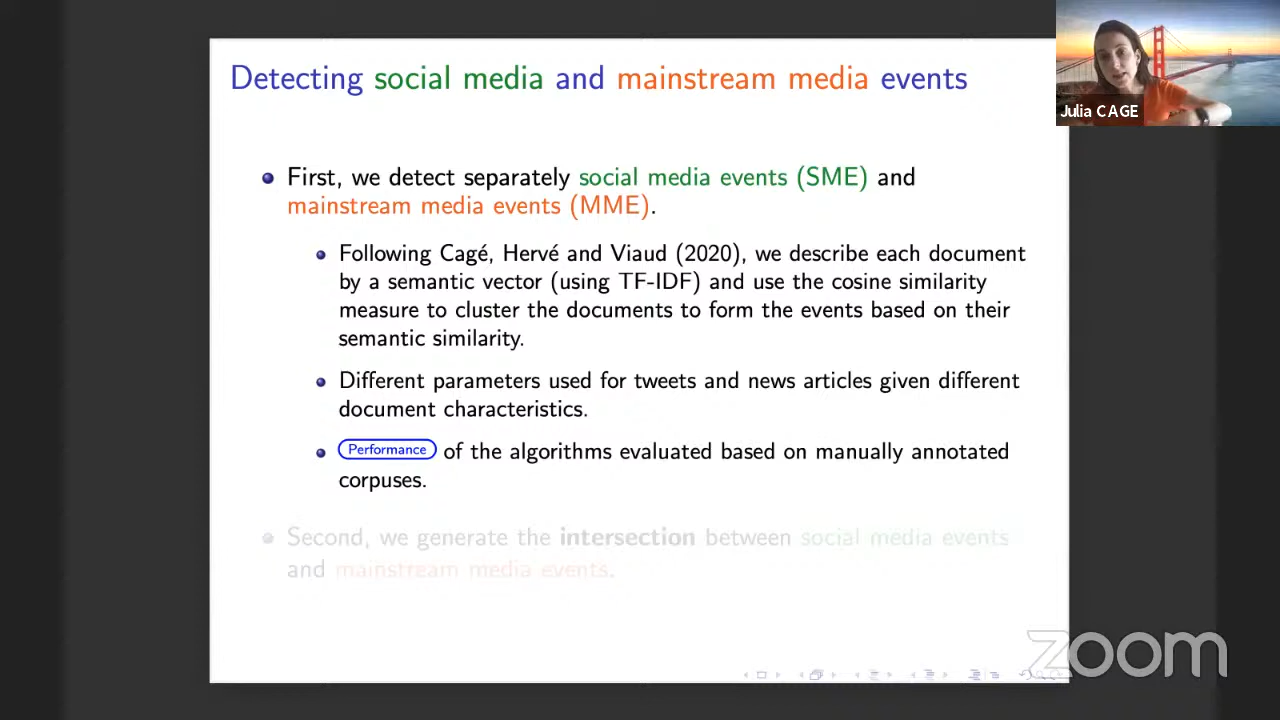 Detecting social media and mainstream media events
Julia CAGE
First, we detect separately social media events (SME) and
mainstream media events (MME).
Following Cagé, Hervé and Viaud (2020), we describe each document
by a semantic vector (using TF-IDF) and use the cosine similarity
measure to cluster the documents to form the events based on their
semantic similarity.
Different parameters used for tweets and news articles given different
document characteristics.
Performance of the algorithms evaluated based on manually annotated
corpuses.
Second, we generate the intersection between social media events
and mainstream media events.
zoom